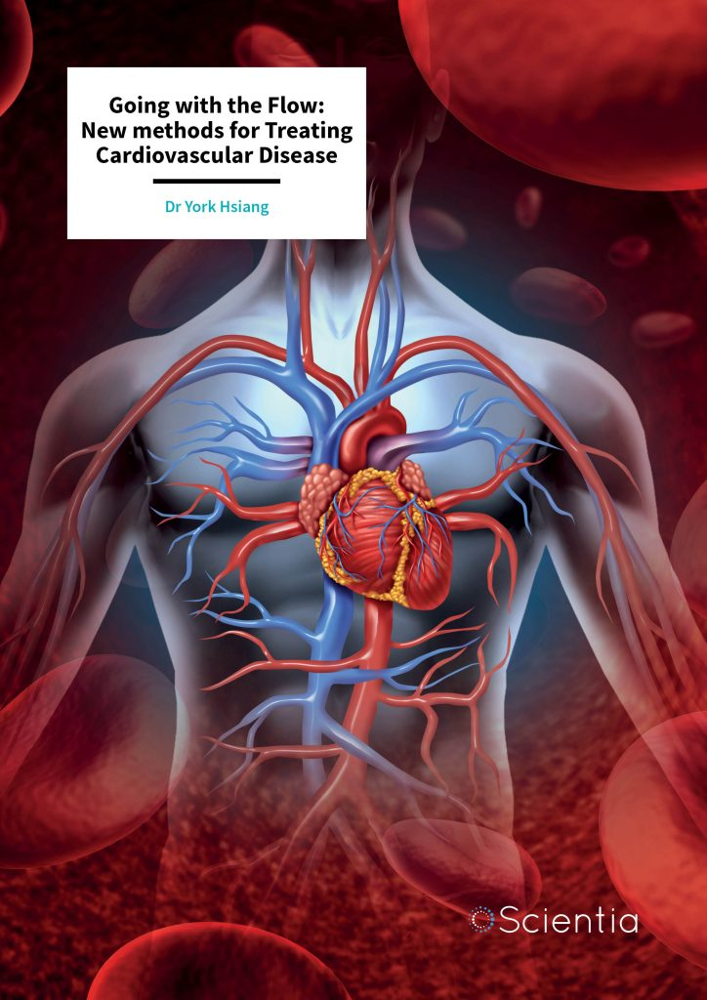 Going with the Flow:
New methods for Treating
Cardiovascular Disease
Dr York Hsiang
Scientia